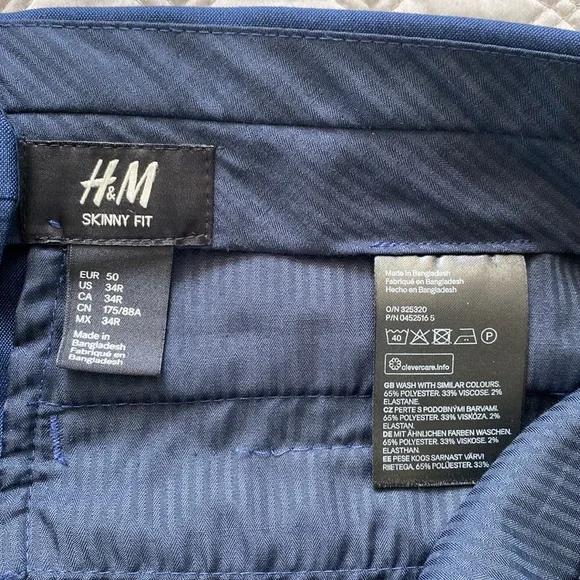 H&M
SKINNY FIT
EUR 50
US 34R
CA 34R
CN 175/88A
MX 34R
Made in
Bangladesh
Fabriqué en
Bangladesh
Made in Bangladesh
Fabriqué en Bangladesh
Hecho en Bangladesh
O/N 325320
P/N 0452516 5
40
P
clevercare.info
GB WASH WITH SIMILAR COLOURS.
65% POLYESTER. 33% VISCOSE. 2%
ELASTANE.
CZ PERTE S PODOBNÝMI BARVAMI.
65% POLYESTER. 33% VISKÓZA. 2%
ELASTAN.
DE MIT ÄHNLICHEN FARBEN WASCHEN.
65% POLYESTER. 33% VISKOSE. 2%
ELASTHAN.
EE PESE KOOS SARNAST VÄRVI
RIIETEGA. 65% POLÜESTER. 33%